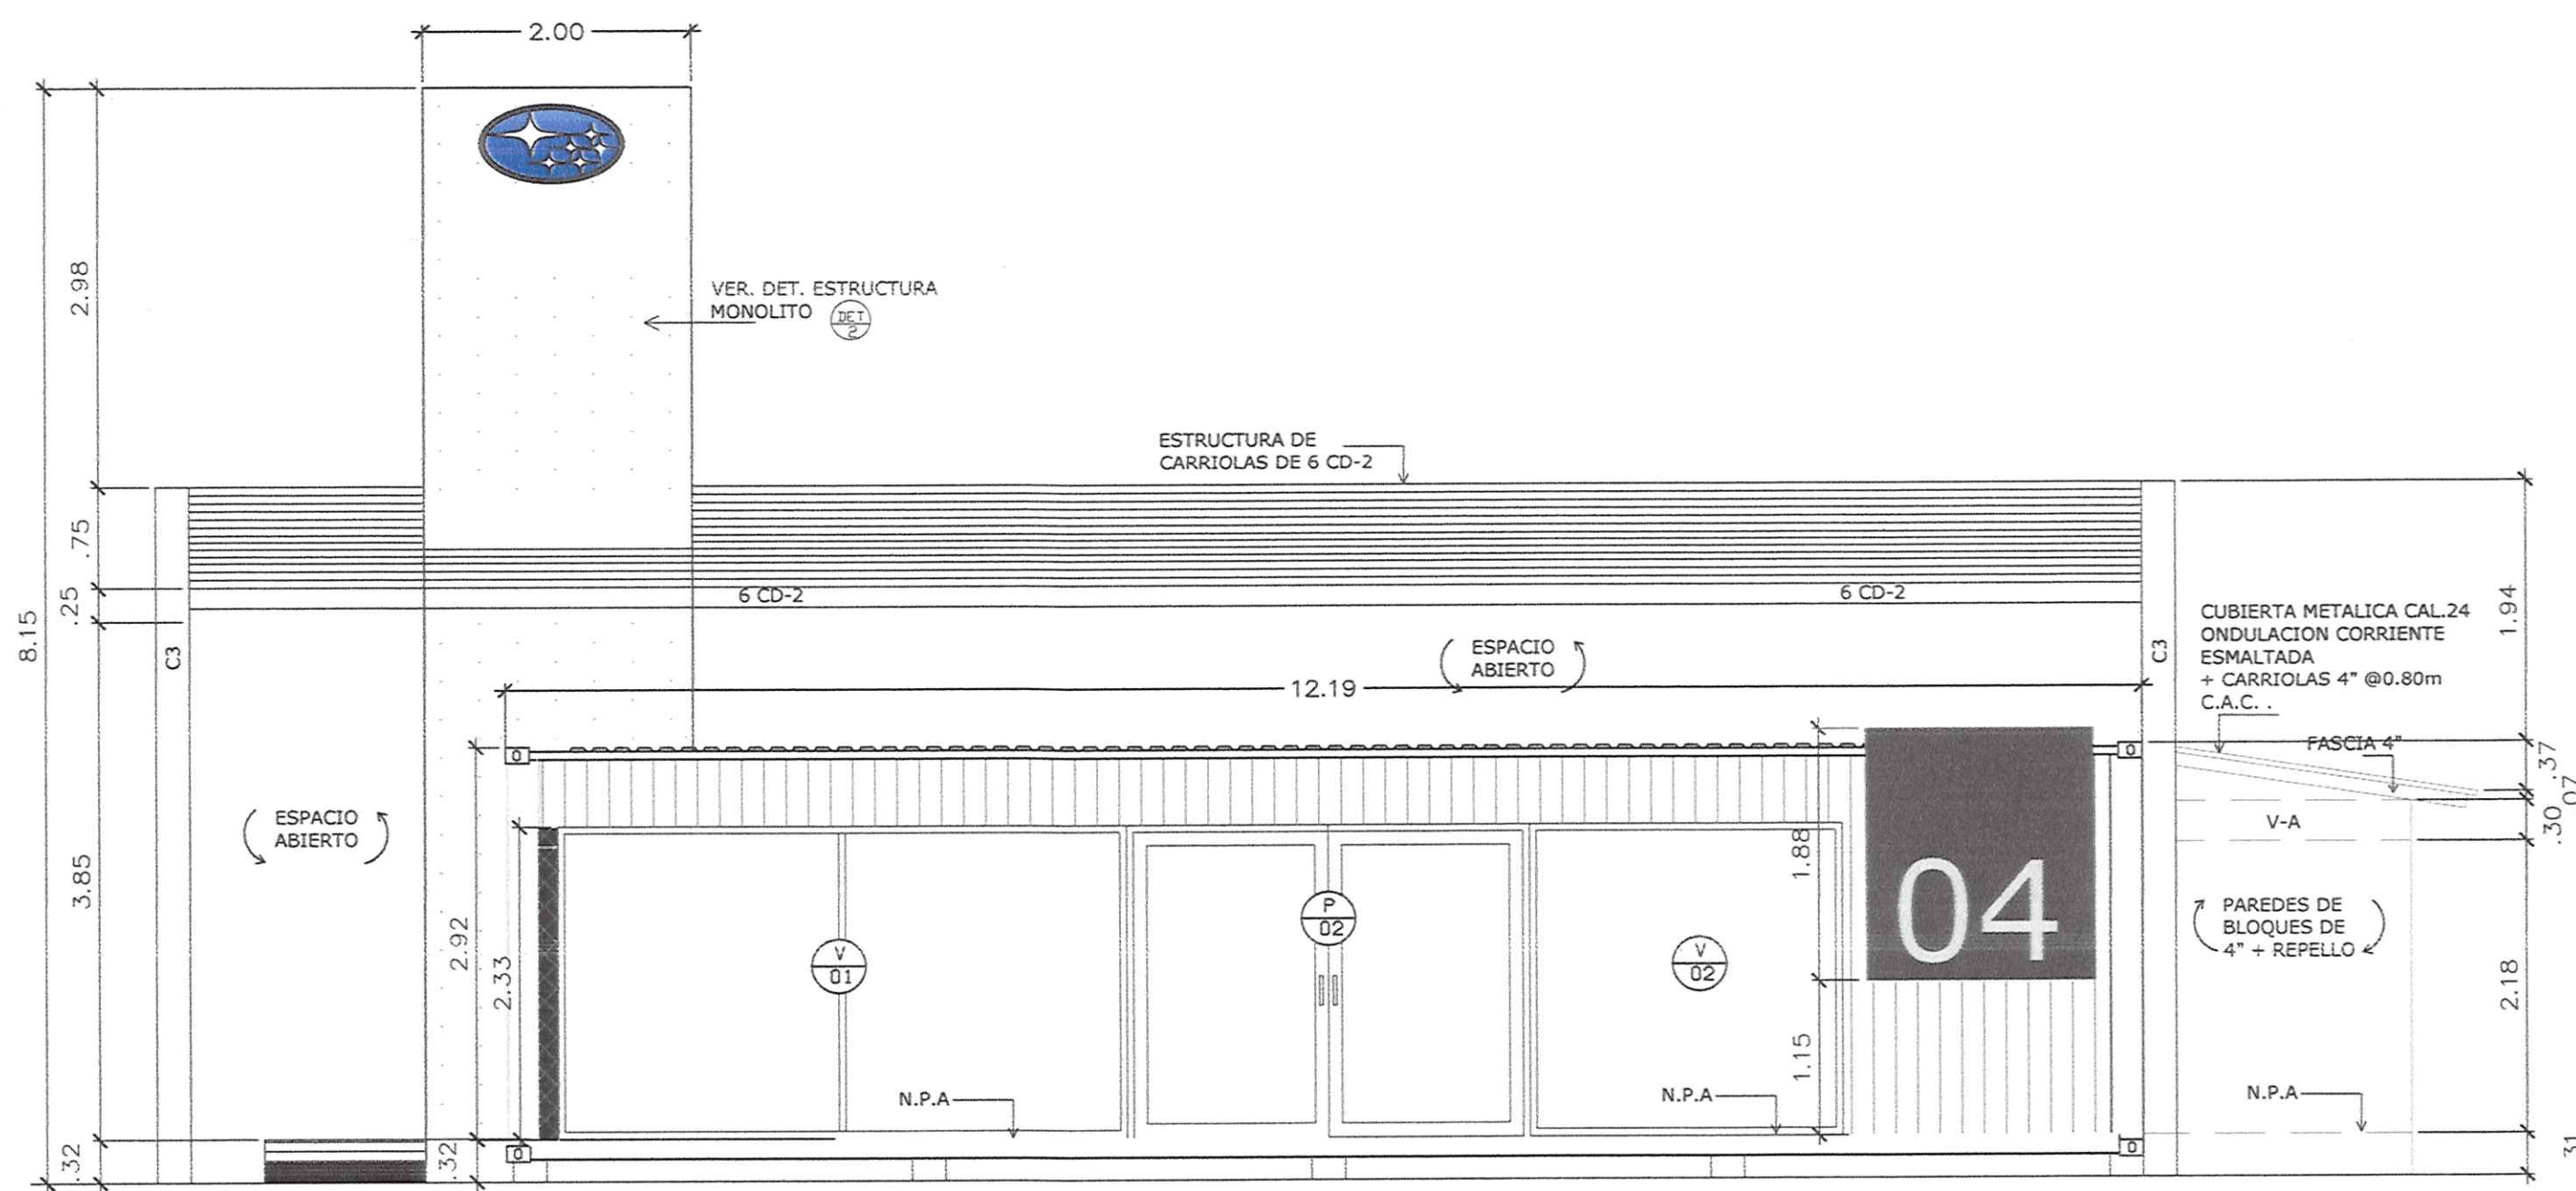 2.00
8.15
2.98
.75
.25
3.85
.32
VER. DET. ESTRUCTURA
MONOLITO
DET
2
ESTRUCTURA DE
CARRIOLAS DE 6 CD-2
6 CD-2
6 CD-2
C3
C3
ESPACIO
ABIERTO
12.19
CUBIERTA METALICA CAL.24
ONDULACION CORRIENTE
ESMALTADA
+ CARRIOLAS 4" @0.80m
C.A.C. .
1.94
FASCIA 4"
.37
.07
.30
V-A
ESPACIO
ABIERTO
2.92
2.33
.32
V
01
P
02
V
02
1.88
1.15
04
PAREDES DE
BLOQUES DE
4" + REPELLO
2.18
N.P.A
N.P.A
N.P.A
31